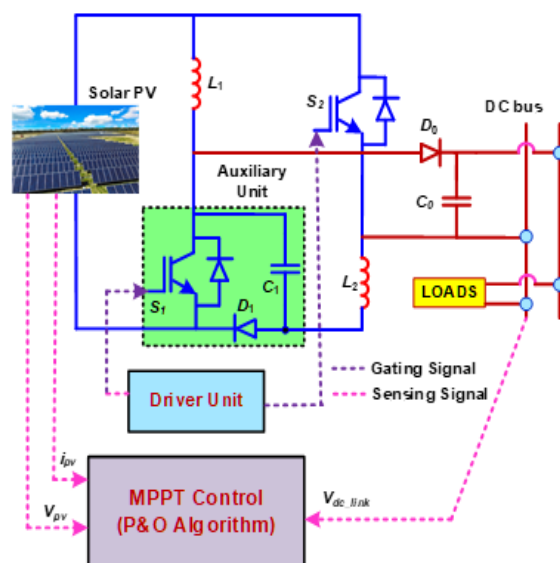 Solar PV
L1
S2
D0
DC bus
Auxiliary
Unit
C0
C1
S1
D1
L2
LOADS
Gating Signal
Sensing Signal
Driver Unit
ipv
Vpv
MPPT Control
(P&O Algorithm)
Vdc_link